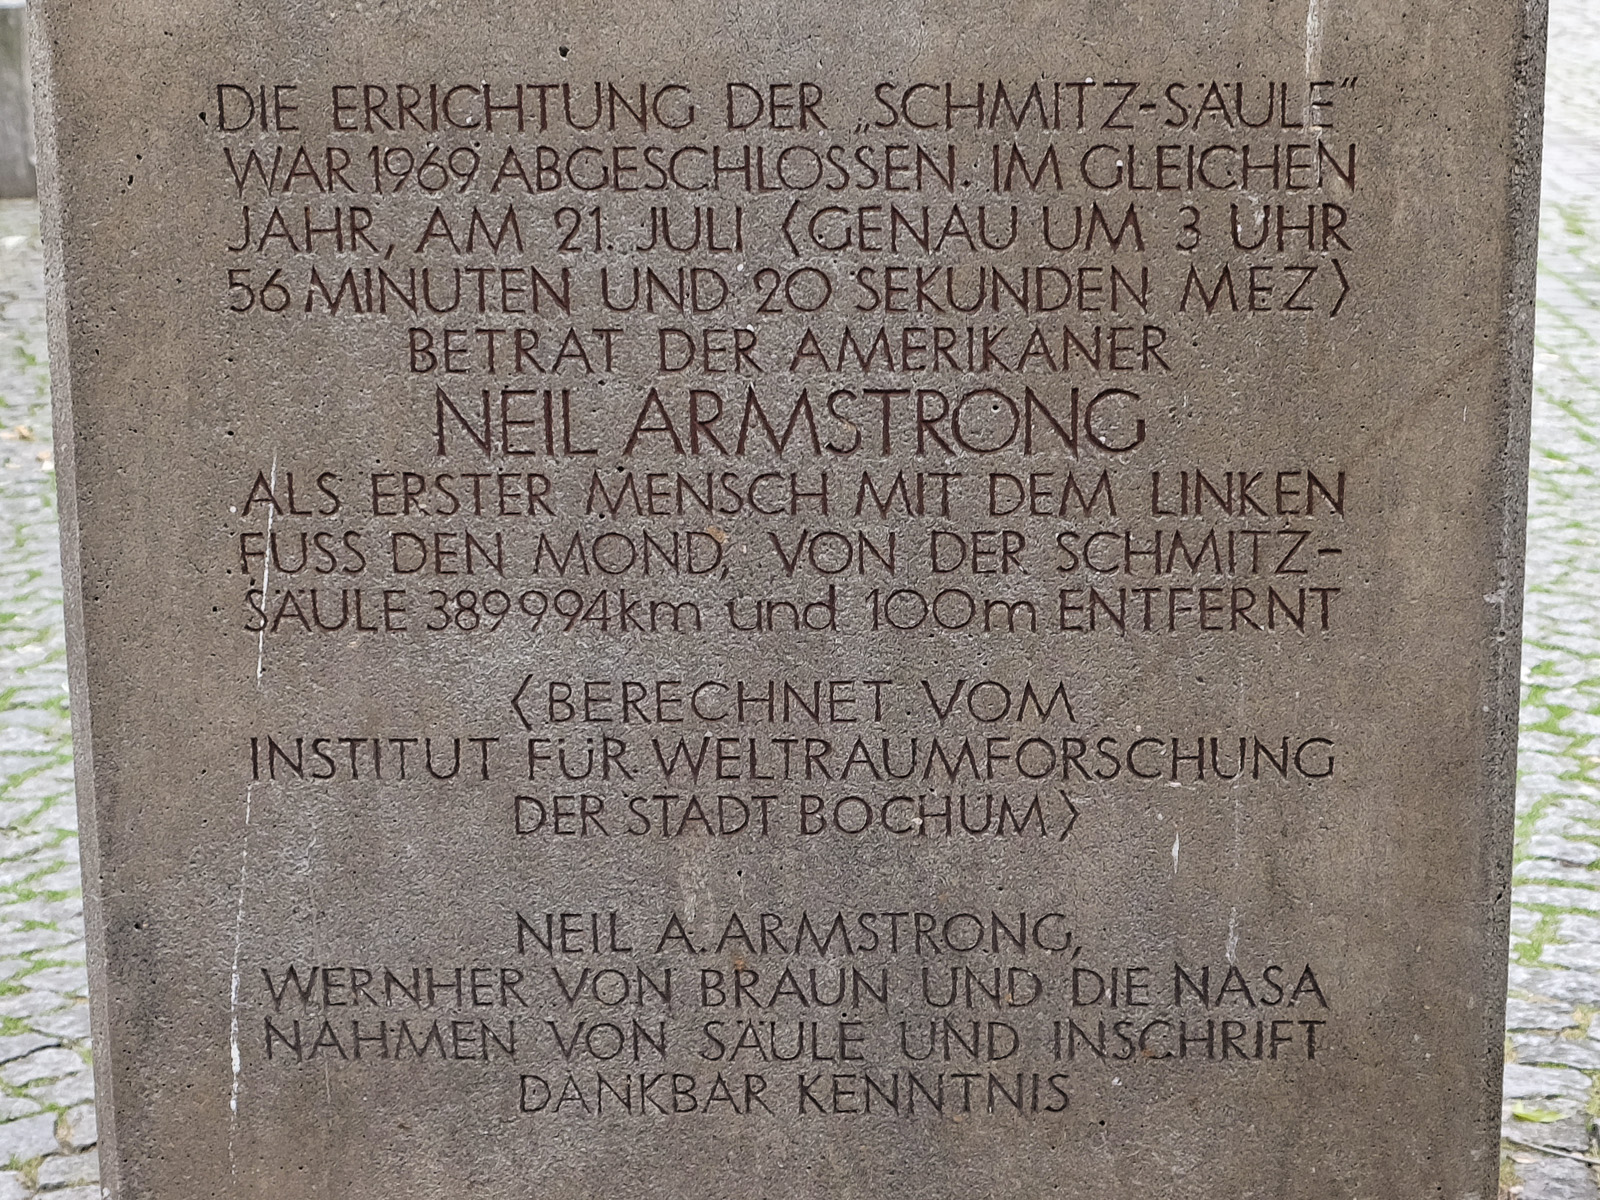 DIE ERRICHTUNG DER „SCHMITZ-SÄULE“
WAR 1969 ABGESCHLOSSEN. IM GLEICHEN
JAHR, AM 21. JULI 〈GENAU UM 3 UHR
56 MINUTEN UND 20 SEKUNDEN MEZ〉
BETRAT DER AMERIKANER
NEIL ARMSTRONG
ALS ERSTER MENSCH MIT DEM LINKEN
FUSS DEN MOND, VON DER SCHMITZ-
SÄULE 389994km und 100m ENTFERNT
〈BERECHNET VOM
INSTITUT FÜR WELTRAUMFORSCHUNG
DER STADT BOCHUM〉
NEIL A. ARMSTRONG,
WERNHER VON BRAUN UND DIE NASA
NAHMEN VON SÄULE UND INSCHRIFT
DANKBAR KENNTNIS